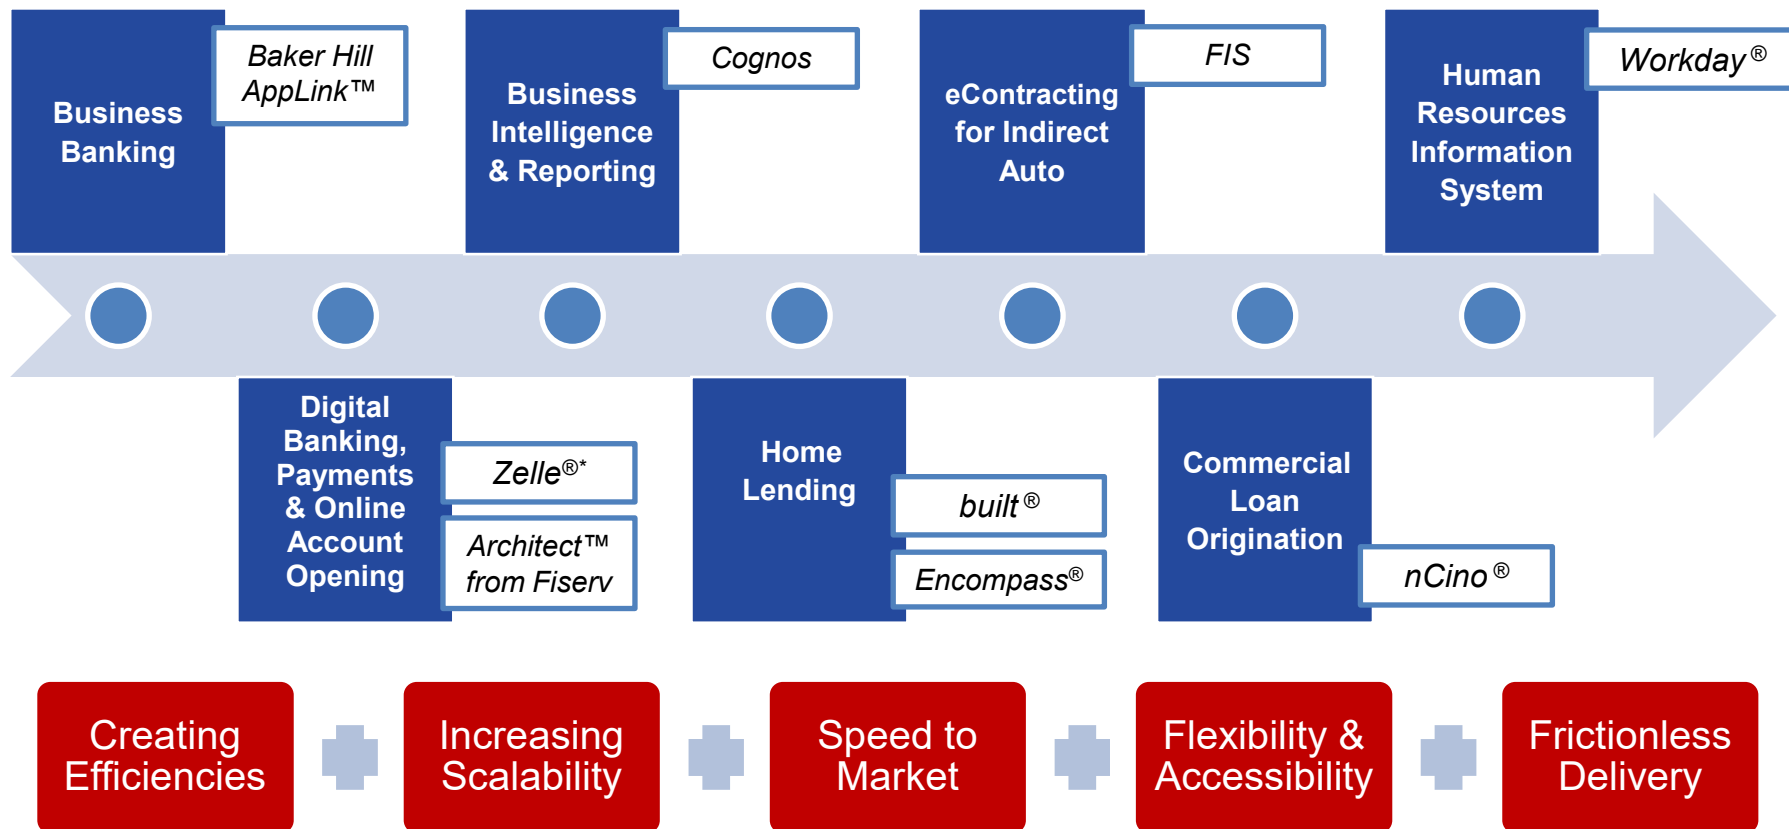 Business
Banking
Baker Hill
AppLink™
Business
Intelligence
& Reporting
Cognos
eContracting
for Indirect
Auto
FIS
Human
Resources
Information
System
Workday®
Digital
Banking,
Payments
& Online
Account
Opening
Zelle®*
Architect™
from Fiserv
Home
Lending
built®
Encompass®
Commercial
Loan
Origination
nCino®
Creating
Efficiencies
Increasing
Scalability
Speed to
Market
Flexibility &
Accessibility
Frictionless
Delivery